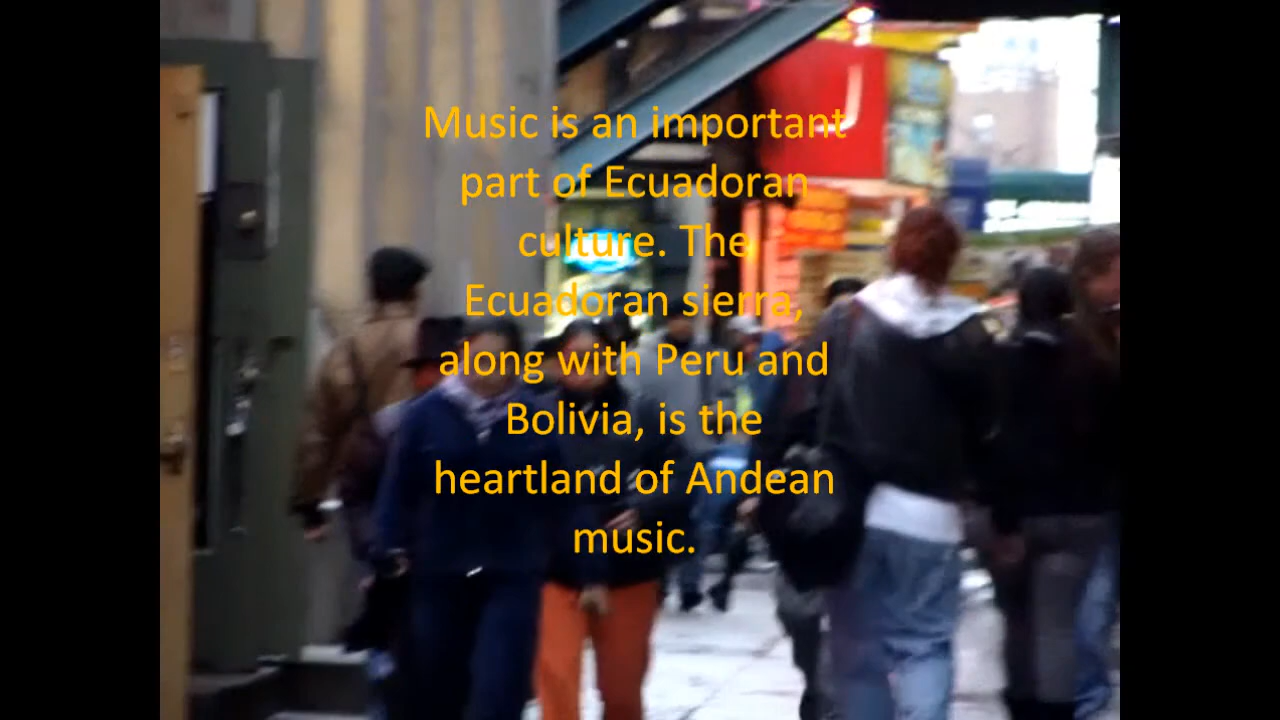 Music is an important
part of Ecuadoran
culture. The
Ecuadoran sierra,
along with Peru and
Bolivia, is the
heartland of Andean
music.